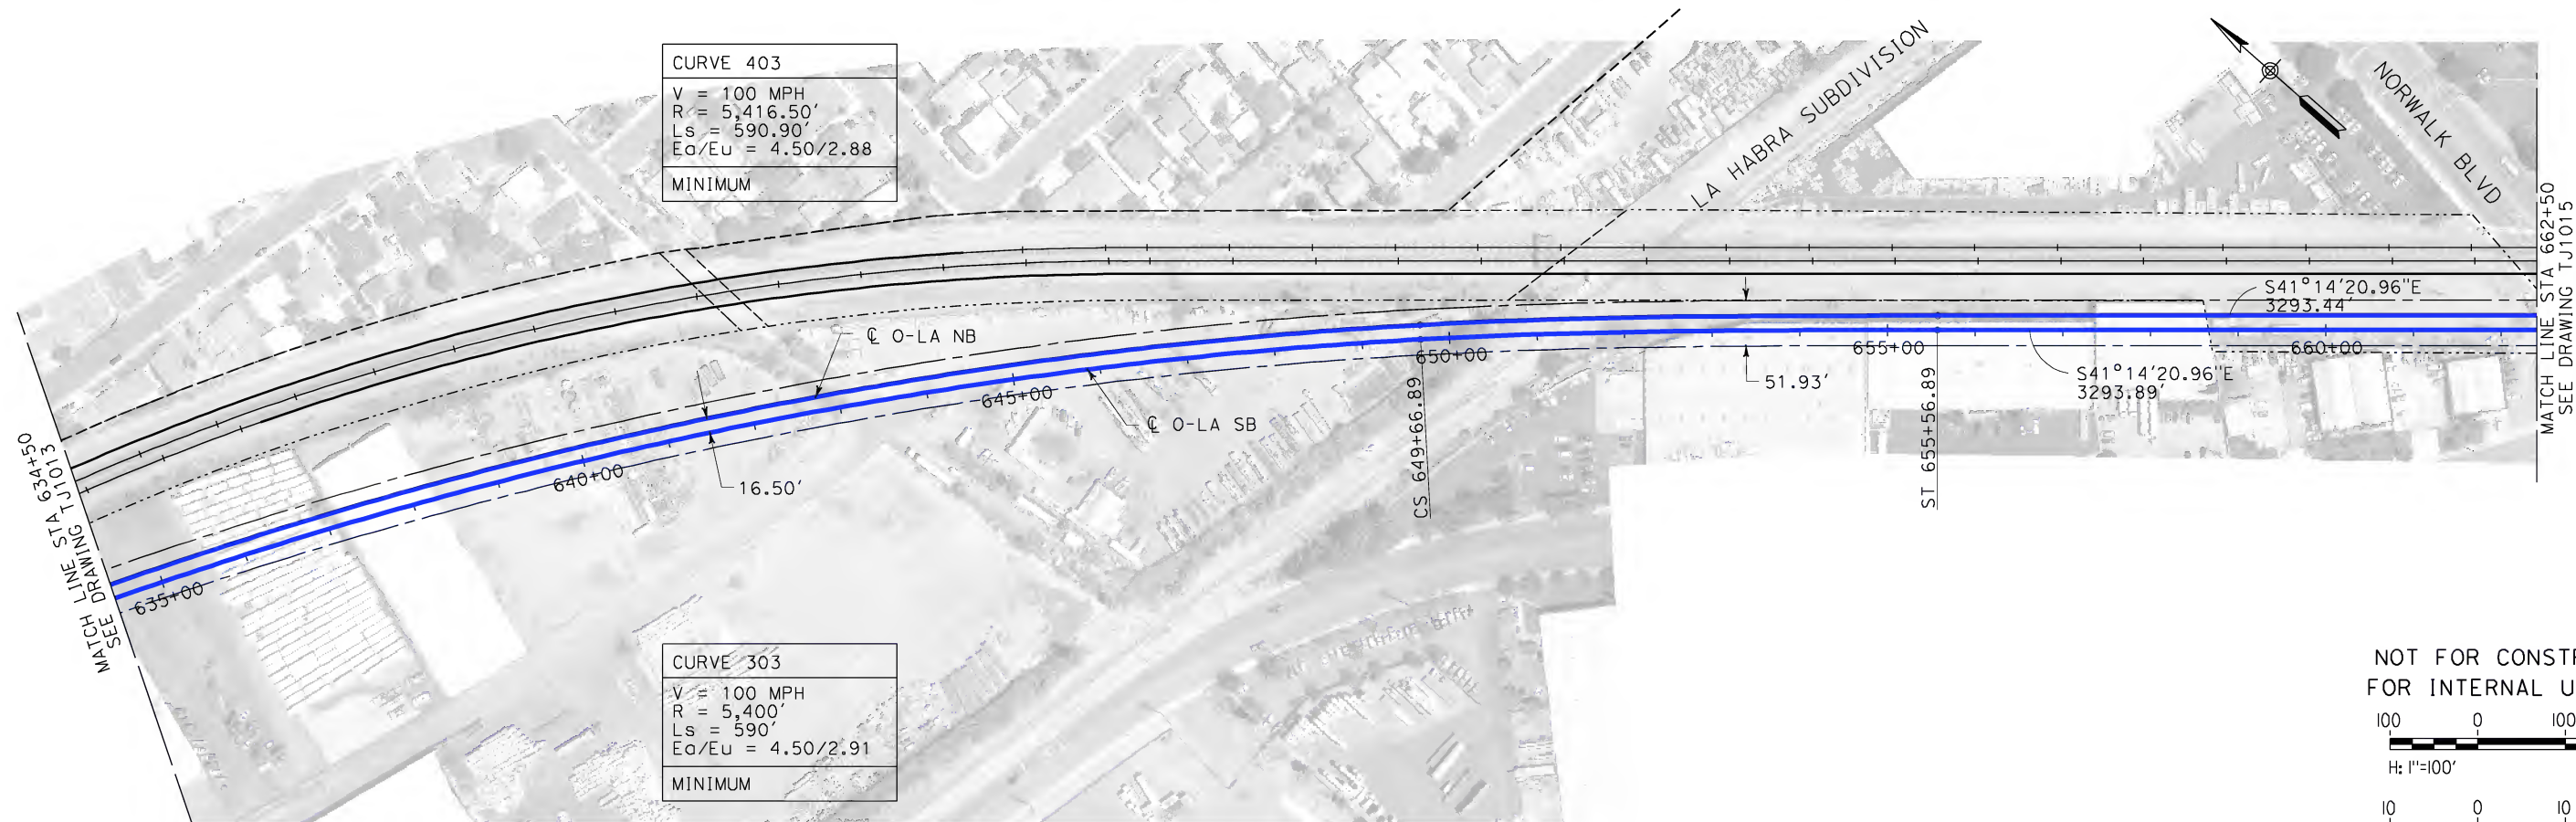 CURVE 403
V = 100 MPH
R = 5,416.50'
Ls = 590.90'
Ea/Eu = 4.50/2.88
MINIMUM
LA HABRA SUBDIVISION
NORWALK BLVD
MATCH LINE STA 662+50
SEE DRAWING TJ1015
S41°14'20.96"E
3293.44'
℄ O-LA NB
650+00
655+00
660+00
51.93'
S41°14'20.96"E
3293.89'
645+00
℄ O-LA SB
CS 649+66.89
ST 655+56.89
640+00
16.50'
MATCH LINE STA 634+50
SEE DRAWING TJ1013
635+00
CURVE 303
V = 100 MPH
R = 5,400'
Ls = 590'
Ea/Eu = 4.50/2.91
MINIMUM
NOT FOR CONST
FOR INTERNAL U
100 0 100
H: 1"=100'
10 0 10